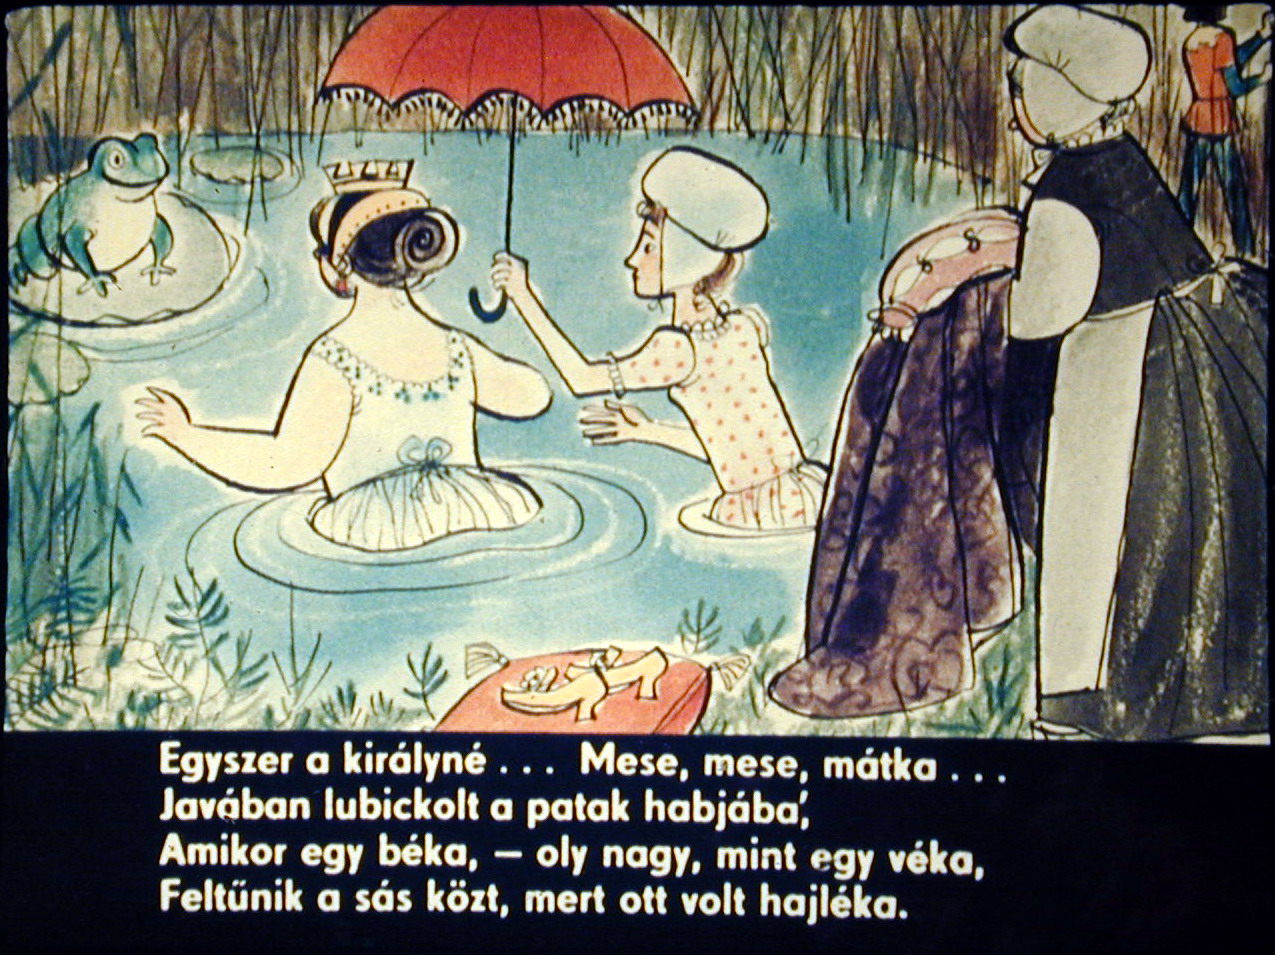 Egyszer a királyné . . . Mese, mese, mátka . . .
Javában lubickolt a patak habjába',
Amikor egy béka, — oly nagy, mint egy véka,
Feltűnik a sás közt, mert ott volt hajléka.